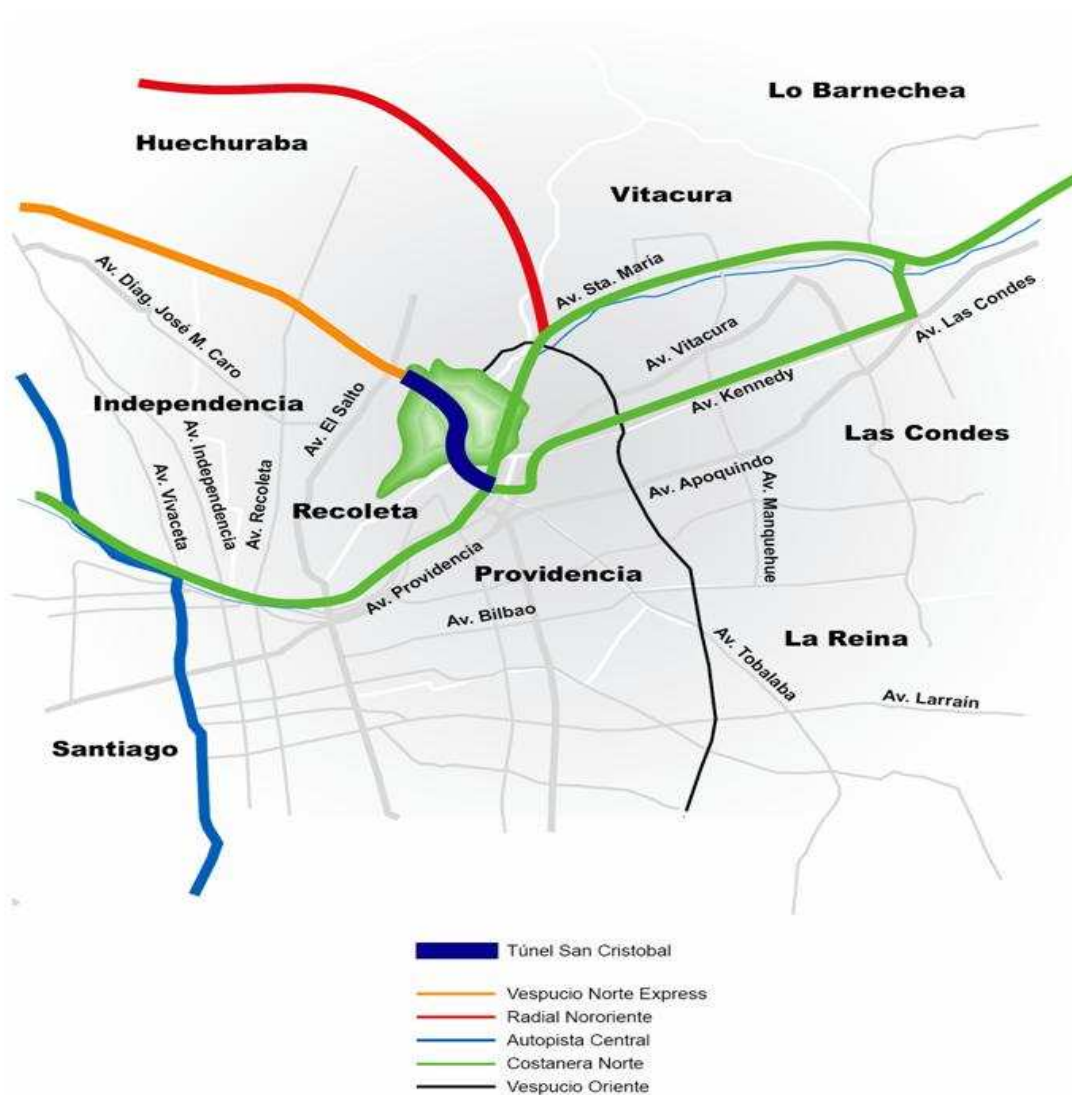 Lo Barnechea
Huechuraba
Vitacura
Av. Sta. María
Av. Diag. José M. Caro
Av. Vitacura
Av. Las Condes
Av. Kennedy
Independencia
Av. El Salto
Las Condes
Av. Independencia
Av. Recoleta
Av. Vivaceta
Av. Apoquindo
Av. Manquehue
Recoleta
Av. Providencia
Providencia
Av. Bilbao
La Reina
Av. Tobalaba
Av. Larraín
Santiago
Túnel San Cristobal
Vespucio Norte Express
Radial Nororiente
Autopista Central
Costanera Norte
Vespucio Oriente